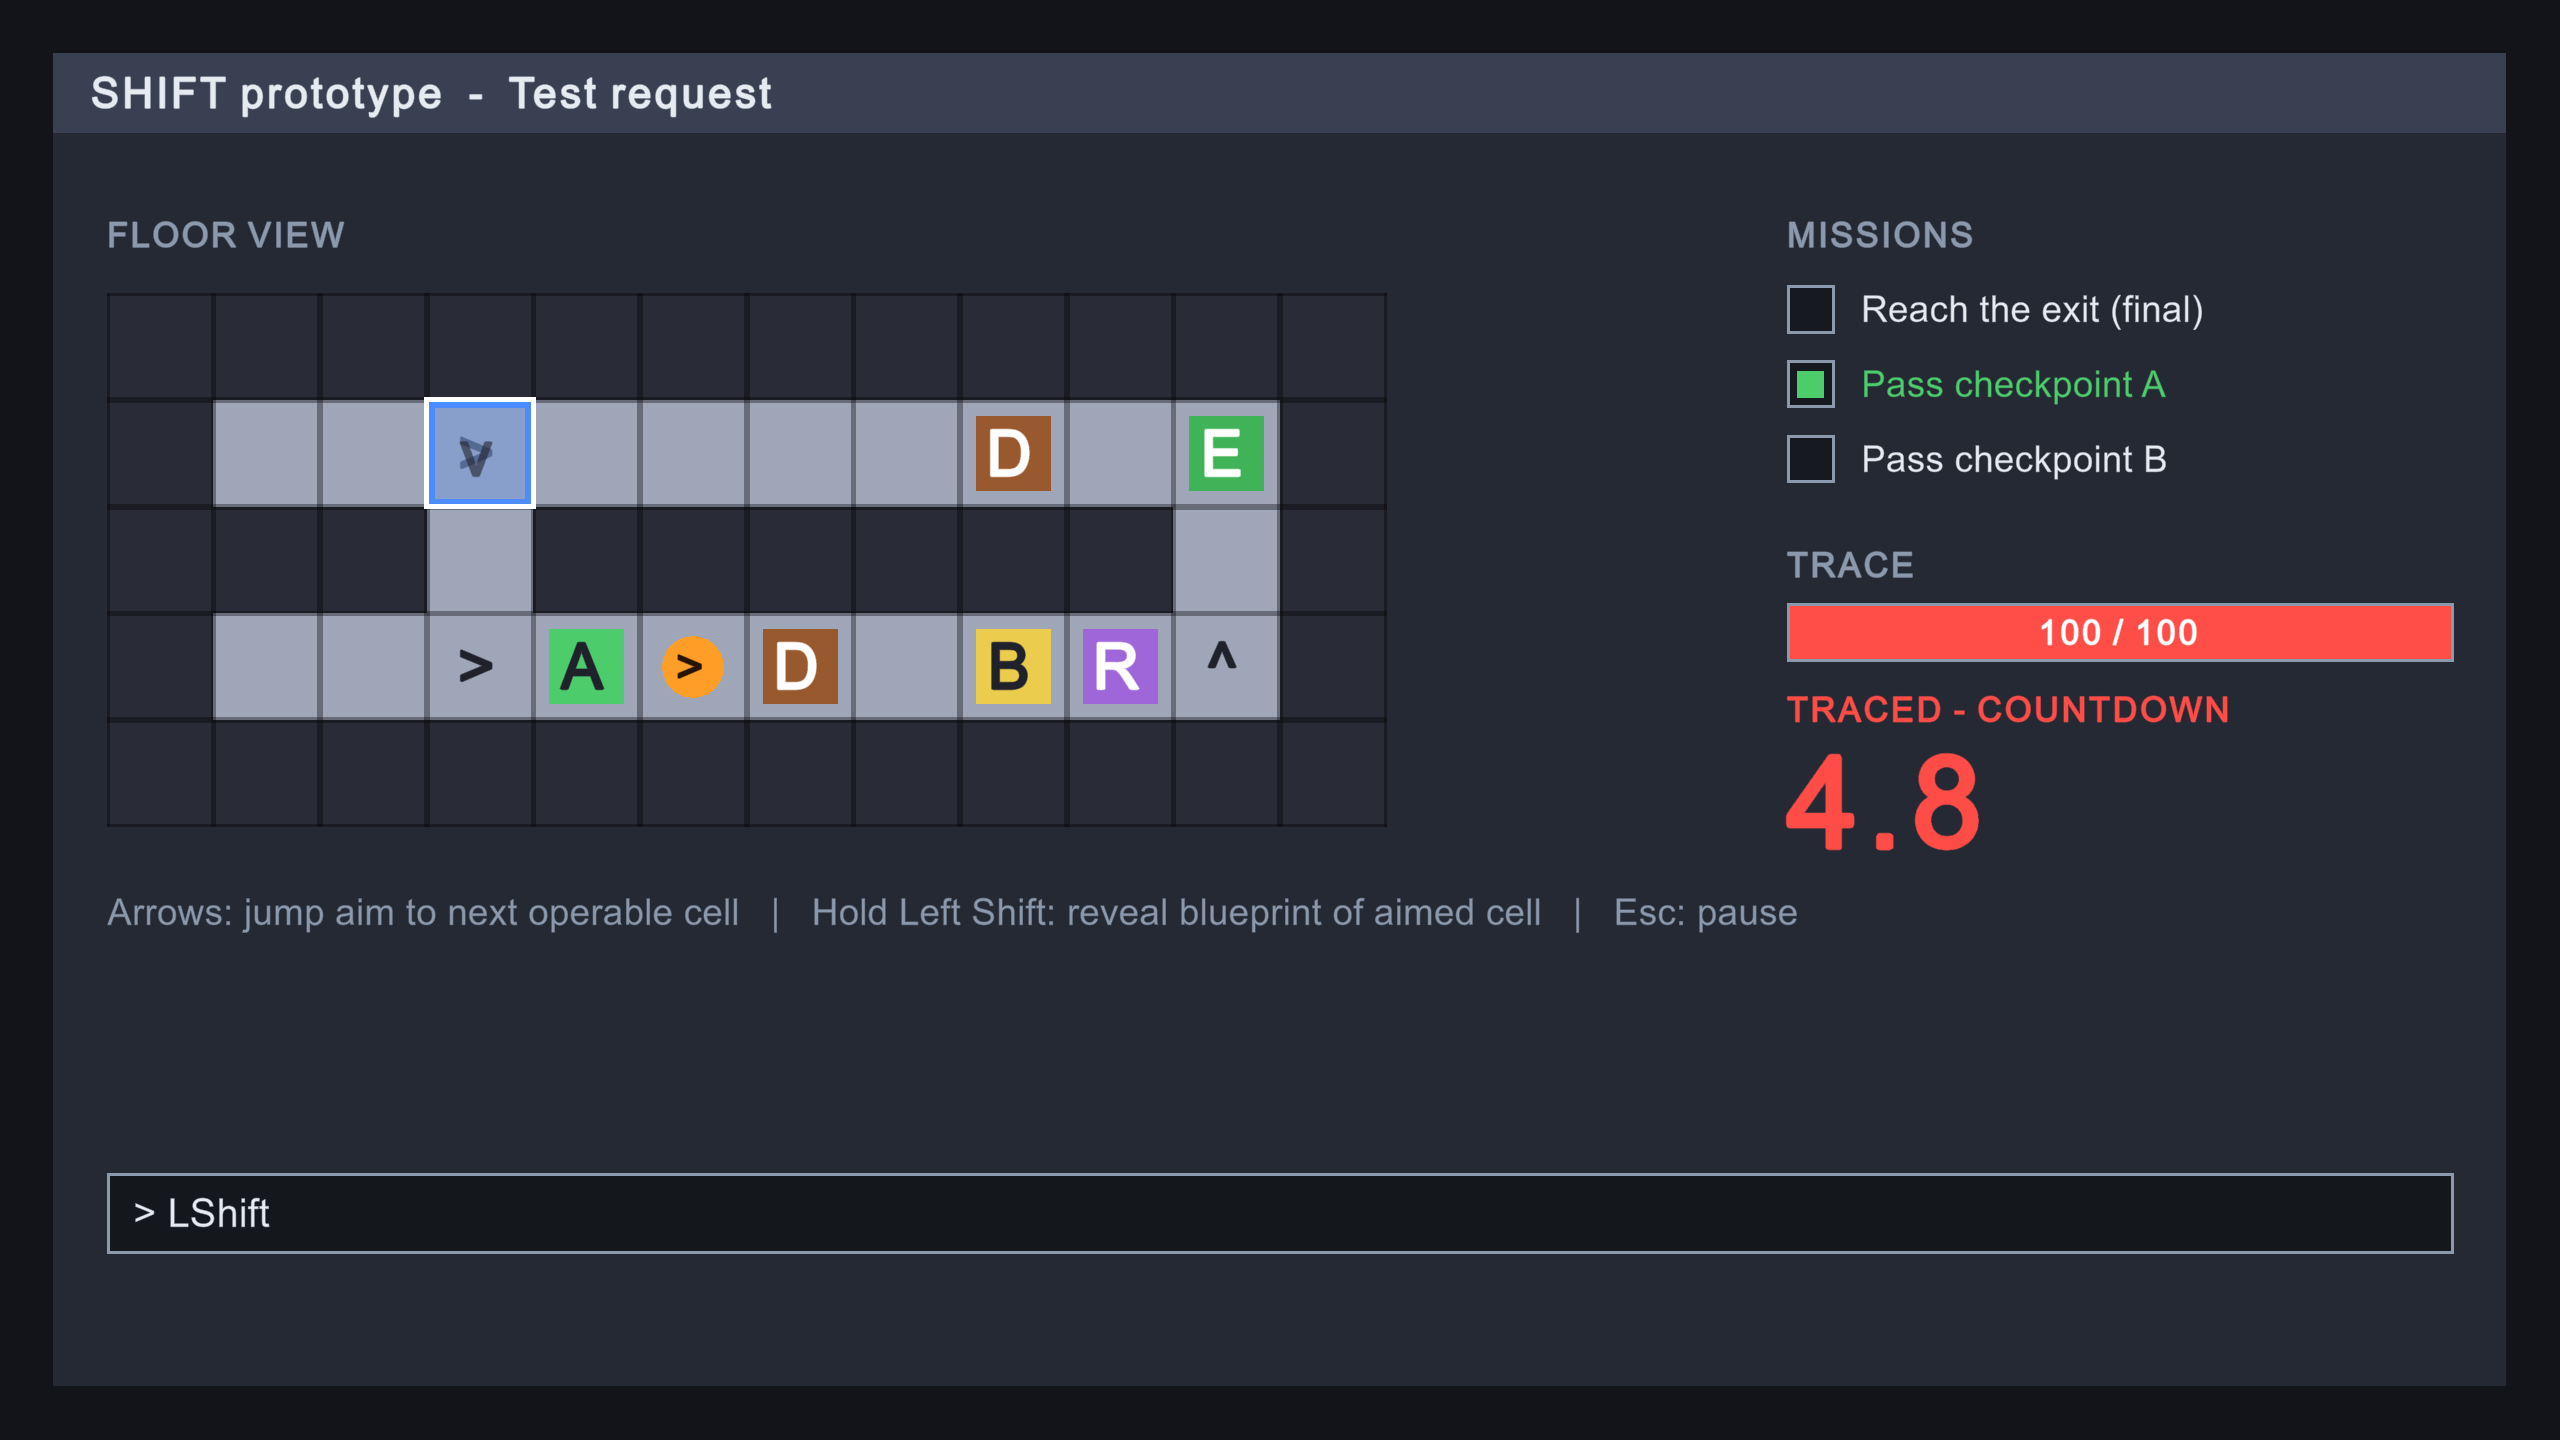 SHIFT prototype - Test request
FLOOR VIEW
D E
> A > D B R ^
MISSIONS
Reach the exit (final)
Pass checkpoint A
Pass checkpoint B
TRACE
100 / 100
TRACED - COUNTDOWN
4.8
Arrows: jump aim to next operable cell | Hold Left Shift: reveal blueprint of aimed cell | Esc: pause
> LShift